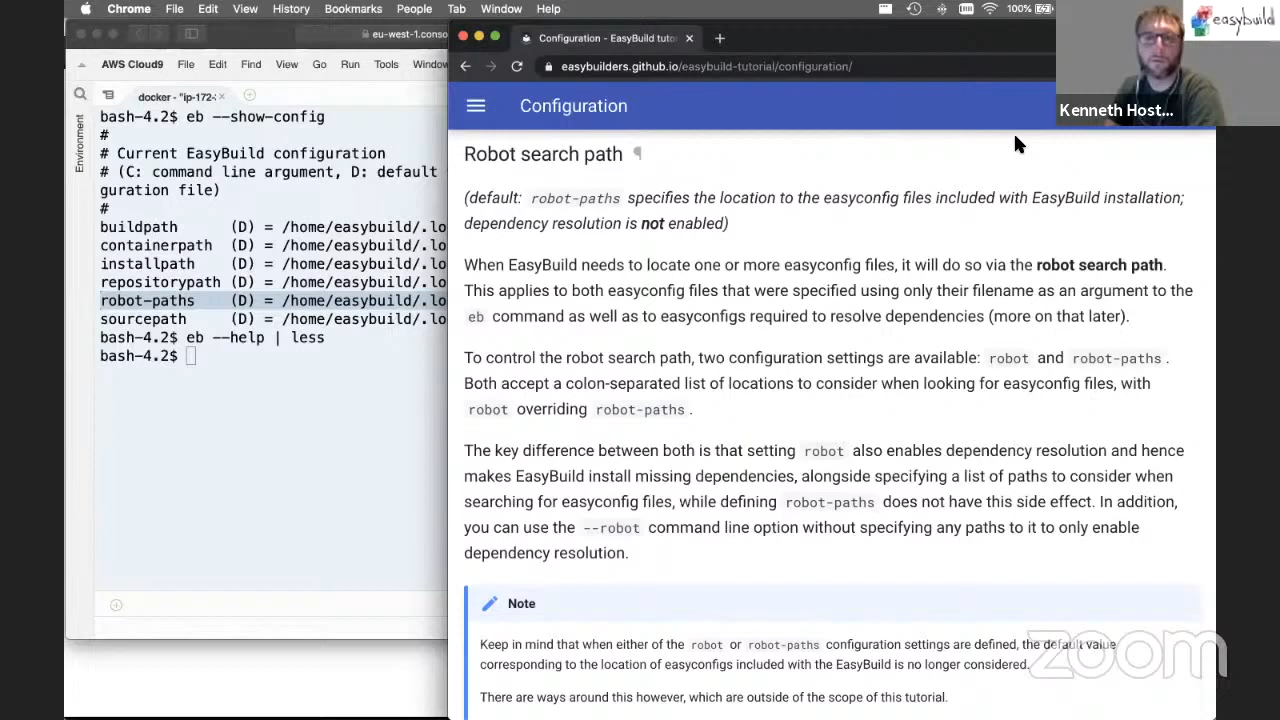 Chrome File Edit View History Bookmarks People Tab Window Help 100%
eu-west-1.conso
AWS Cloud9 File Edit Find View Go Run Tools Window
docker - "ip-172-
Environment
bash-4.2$ eb --show-config
#
# Current EasyBuild configuration
# (C: command line argument, D: default
guration file)
#
buildpath (D) = /home/easybuild/.lo
containerpath (D) = /home/easybuild/.lo
installpath (D) = /home/easybuild/.lo
repositorypath (D) = /home/easybuild/.lo
robot-paths (D) = /home/easybuild/.lo
sourcepath (D) = /home/easybuild/.lo
bash-4.2$ eb --help | less
bash-4.2$
Configuration - EasyBuild tuto
easybuilders.github.io/easybuild-tutorial/configuration/
Configuration
easybuild
Kenneth Host...
Robot search path ¶
(default: robot-paths specifies the location to the easyconfig files included with EasyBuild installation;
dependency resolution is not enabled)
When EasyBuild needs to locate one or more easyconfig files, it will do so via the robot search path.
This applies to both easyconfig files that were specified using only their filename as an argument to the
eb command as well as to easyconfigs required to resolve dependencies (more on that later).
To control the robot search path, two configuration settings are available: robot and robot-paths.
Both accept a colon-separated list of locations to consider when looking for easyconfig files, with
robot overriding robot-paths.
The key difference between both is that setting robot also enables dependency resolution and hence
makes EasyBuild install missing dependencies, alongside specifying a list of paths to consider when
searching for easyconfig files, while defining robot-paths does not have this side effect. In addition,
you can use the --robot command line option without specifying any paths to it to only enable
dependency resolution.
Note
Keep in mind that when either of the robot or robot-paths configuration settings are defined, the default value
corresponding to the location of easyconfigs included with the EasyBuild is no longer considered.
There are ways around this however, which are outside of the scope of this tutorial.
zoom